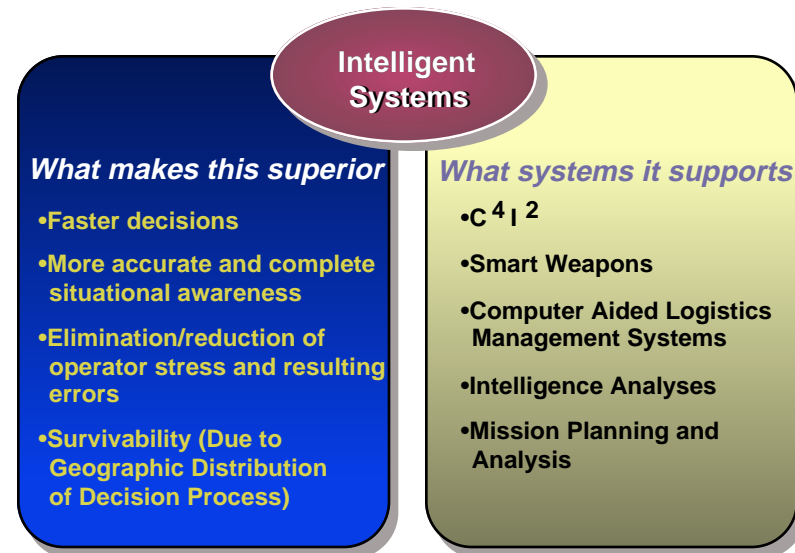 Intelligent
Systems
What makes this superior
•Faster decisions
•More accurate and complete
situational awareness
•Elimination/reduction of
operator stress and resulting
errors
•Survivability (Due to
Geographic Distribution
of Decision Process)
What systems it supports
•C 4 I 2
•Smart Weapons
•Computer Aided Logistics
Management Systems
•Intelligence Analyses
•Mission Planning and
Analysis